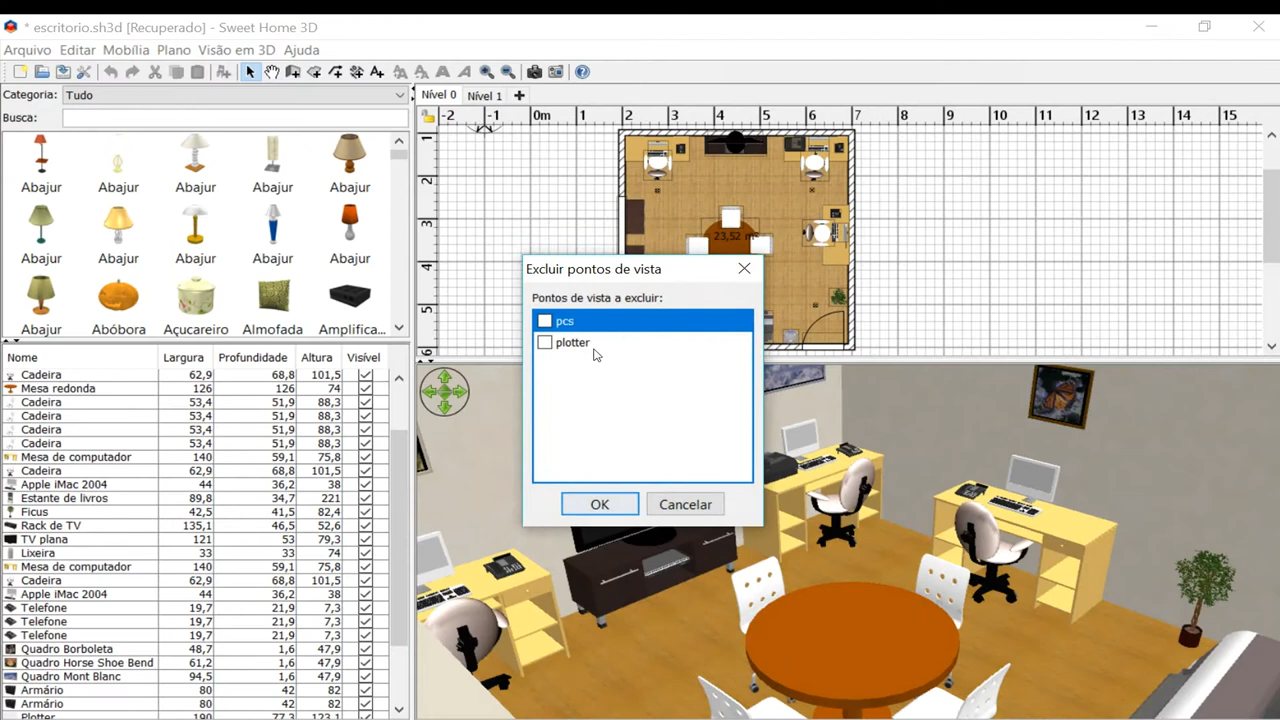 * escritorio.sh3d [Recuperado] - Sweet Home 3D
Arquivo Editar Mobília Plano Visão em 3D Ajuda
Categoria: Tudo
Busca:
Abajur Abajur Abajur Abajur Abajur
Abajur Abajur Abajur Abajur Abajur
Abajur Abóbora Açucareiro Almofada Amplifica...
Nome Largura Profundidade Altura Visível
Cadeira 62,9 68,8 101,5
Mesa redonda 126 126 74
Cadeira 53,4 51,9 88,3
Cadeira 53,4 51,9 88,3
Cadeira 53,4 51,9 88,3
Cadeira 53,4 51,9 88,3
Mesa de computador 140 59,1 75,8
Cadeira 62,9 68,8 101,5
Apple iMac 2004 44 36,2 38
Estante de livros 89,8 34,7 221
Ficus 42,5 41,5 82,4
Rack de TV 135,1 46,5 52,6
TV plana 121 53 79,3
Lixeira 33 33 74
Mesa de computador 140 59,1 75,8
Cadeira 62,9 68,8 101,5
Apple iMac 2004 44 36,2 38
Telefone 19,7 21,9 7,3
Telefone 19,7 21,9 7,3
Telefone 19,7 21,9 7,3
Quadro Borboleta 48,7 1,6 47,9
Quadro Horse Shoe Bend 61,2 1,6 47,9
Quadro Mont Blanc 94,5 1,6 47,9
Armário 80 42 82
Armário 80 42 82
Plotter 190 77,3 123,1
Nível 0 Nível 1
-2 -1 0m 1 2 3 4 5 6 7 8 9 10 11 12 13 14 15
1
2
3
4
5
6
23,52 m²
Excluir pontos de vista
Pontos de vista a excluir:
pcs
plotter
OK Cancelar